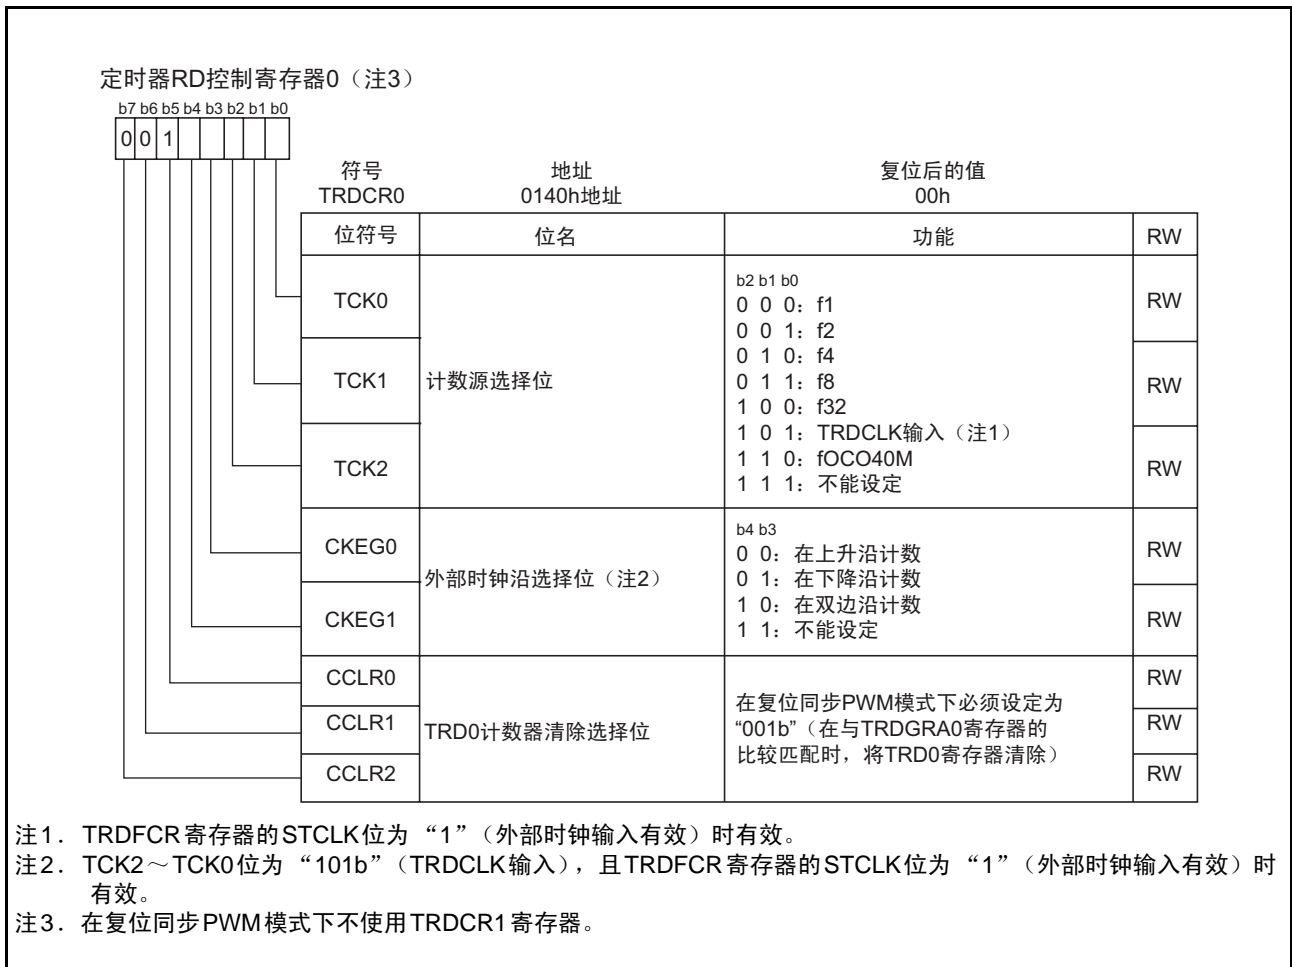 定时器RD控制寄存器0（注3）
b7 b6 b5 b4 b3 b2 b1 b0
0 0 1
符号 地址 复位后的值
TRDCR0 0140h地址 00h
位符号 位名 功能 RW
TCK0 RW
TCK1 RW
TCK2 RW
计数源选择位
b2 b1 b0
0 0 0：f1
0 0 1：f2
0 1 0：f4
0 1 1：f8
1 0 0：f32
1 0 1：TRDCLK输入（注1）
1 1 0：fOCO40M
1 1 1：不能设定
CKEG0 RW
CKEG1 RW
外部时钟沿选择位（注2）
b4 b3
0 0：在上升沿计数
0 1：在下降沿计数
1 0：在双边沿计数
1 1：不能设定
CCLR0 RW
CCLR1 RW
CCLR2 RW
TRD0计数器清除选择位
在复位同步PWM模式下必须设定为
“001b”（在与TRDGRA0寄存器的
比较匹配时，将TRD0寄存器清除）
注1．TRDFCR寄存器的STCLK位为“1”（外部时钟输入有效）时有效。
注2．TCK2～TCK0位为“101b”（TRDCLK输入），且TRDFCR寄存器的STCLK位为“1”（外部时钟输入有效）时
有效。
注3．在复位同步PWM模式下不使用TRDCR1寄存器。